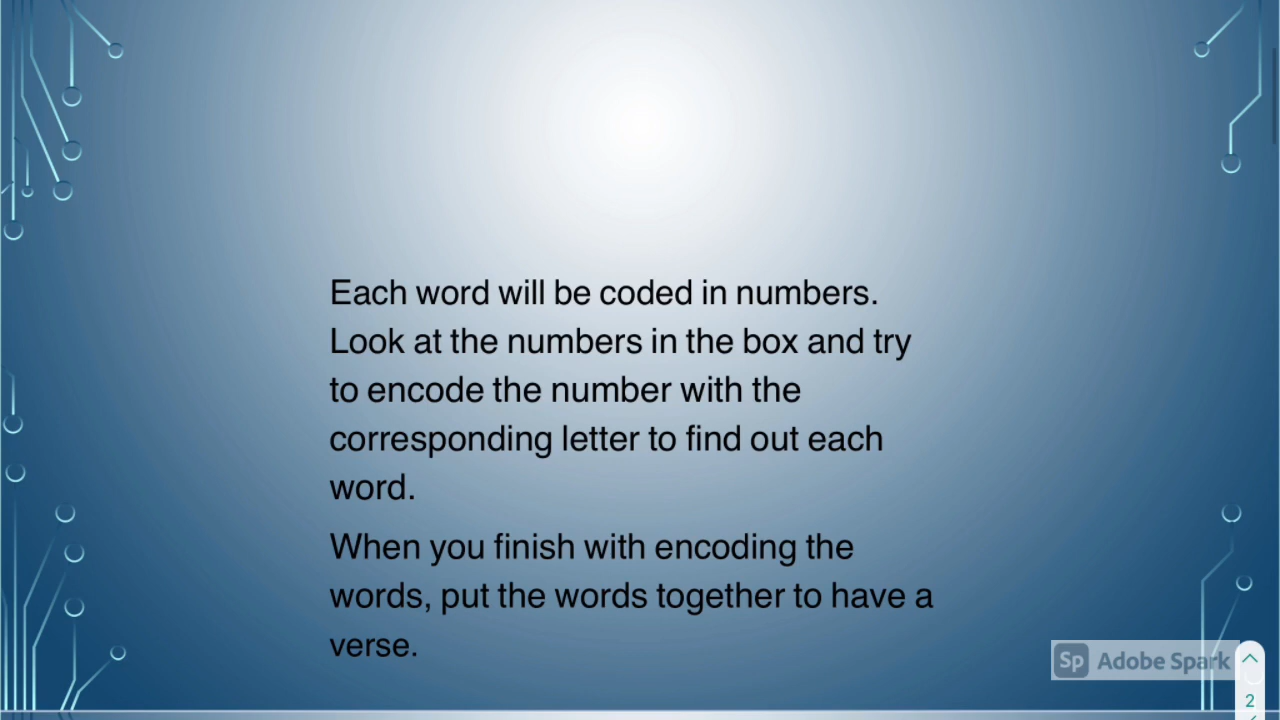 Each word will be coded in numbers.
Look at the numbers in the box and try
to encode the number with the
corresponding letter to find out each
word.
When you finish with encoding the
words, put the words together to have a
verse.
Sp Adobe Spark
2